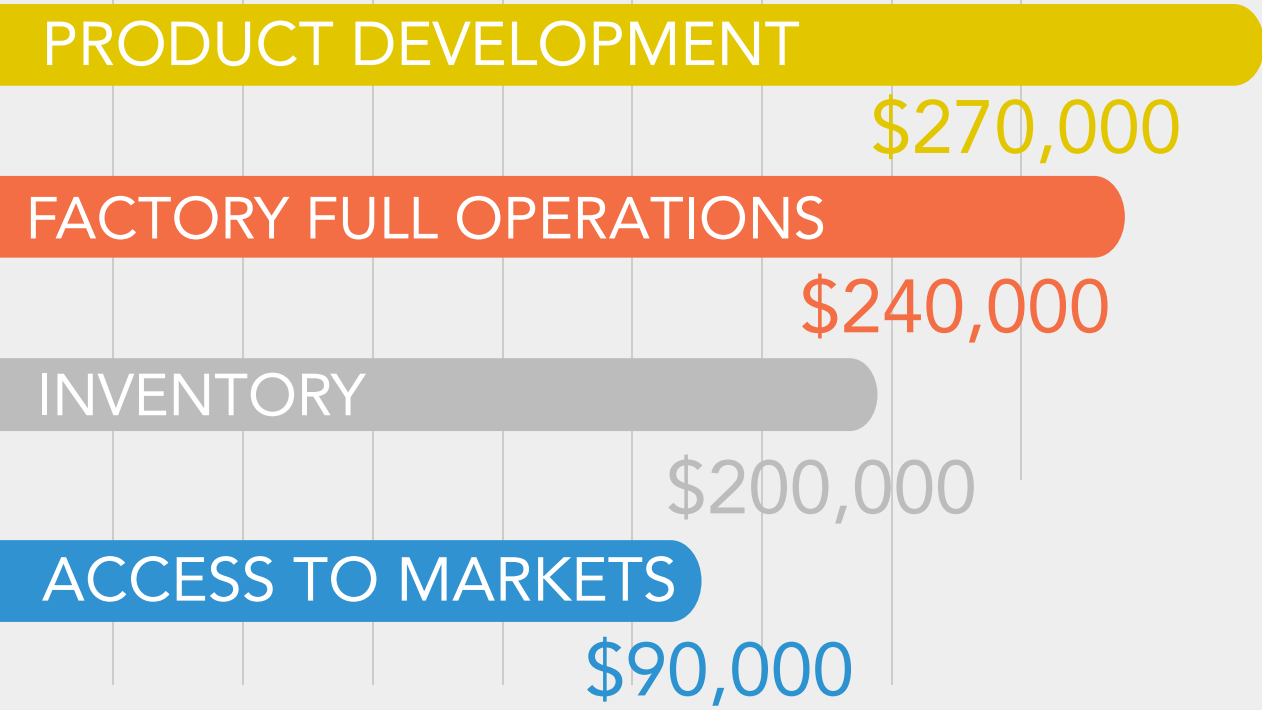 PRODUCT DEVELOPMENT
$270,000
FACTORY FULL OPERATIONS
$240,000
INVENTORY
$200,000
ACCESS TO MARKETS
$90,000